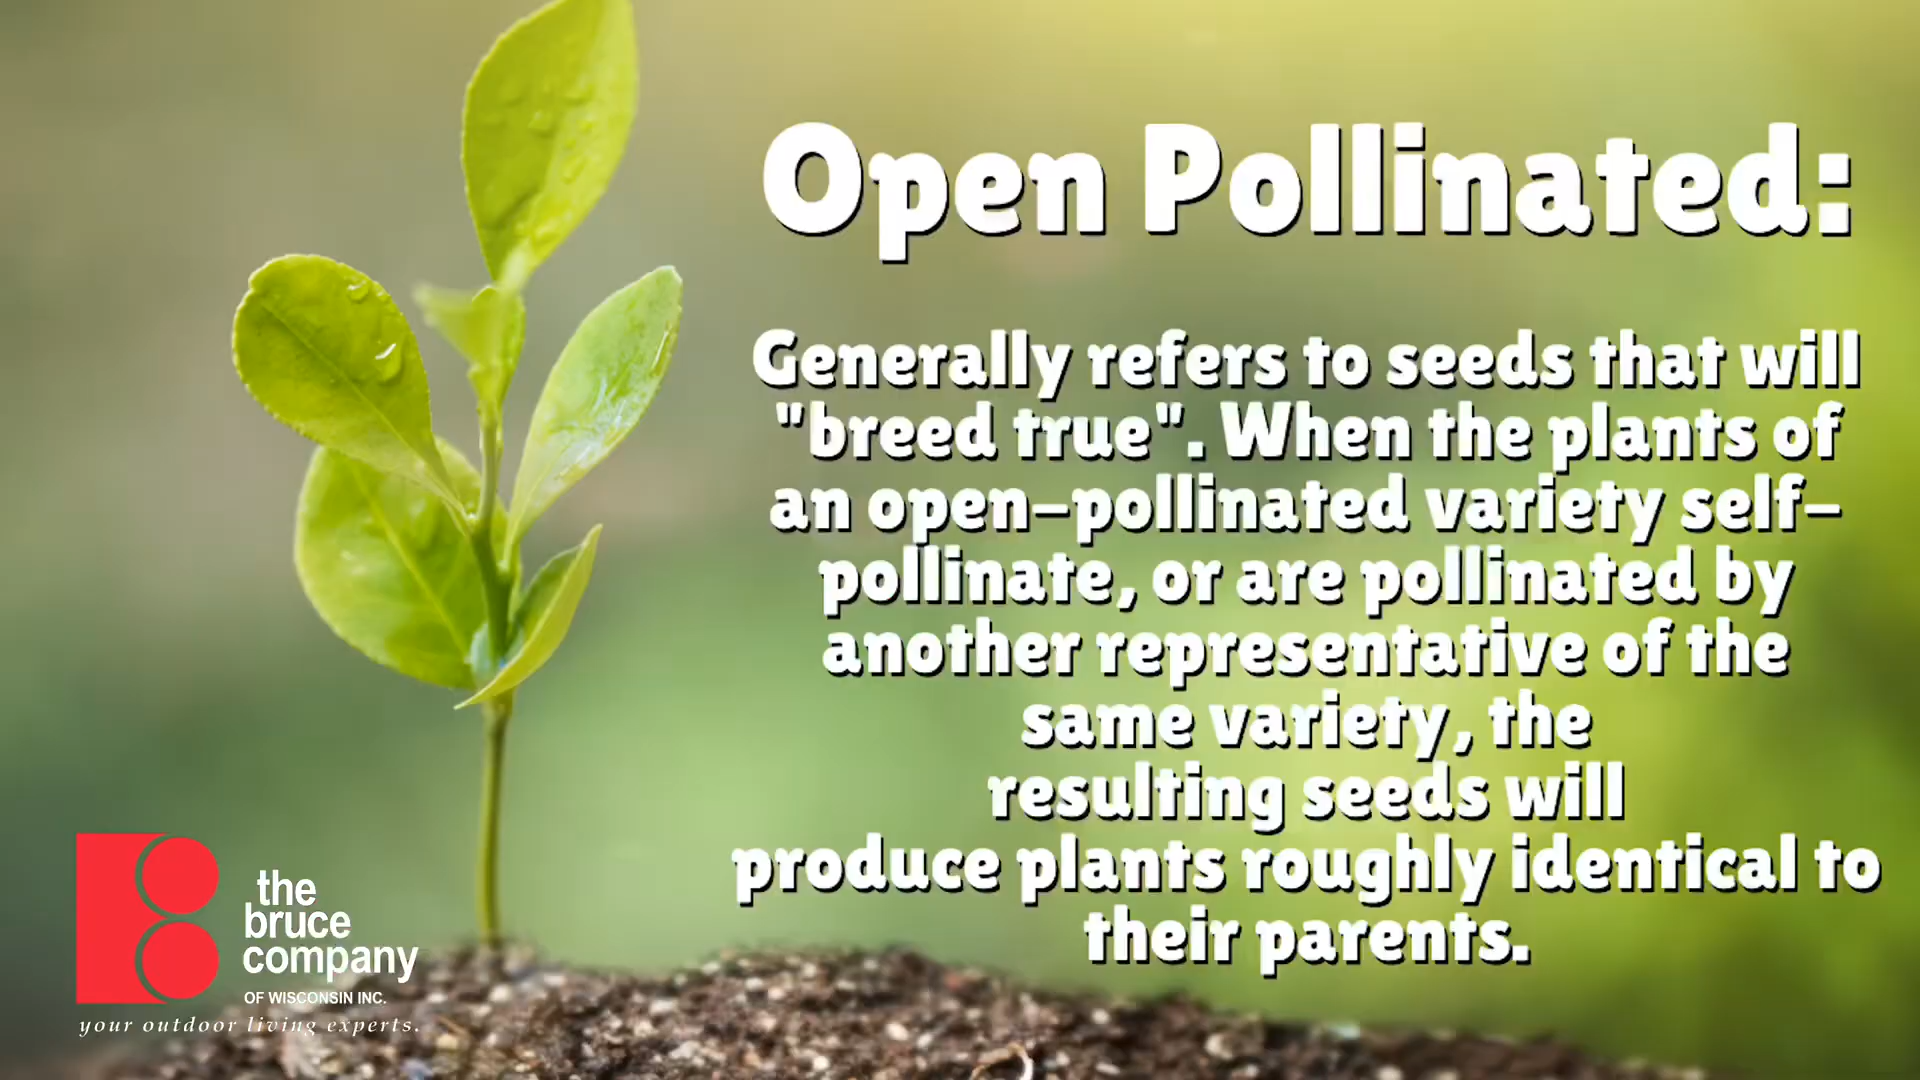 Open Pollinated:
Generally refers to seeds that will
"breed true". When the plants of
an open-pollinated variety self-
pollinate, or are pollinated by
another representative of the
same variety, the
resulting seeds will
produce plants roughly identical to
their parents.
the
bruce
company
OF WISCONSIN INC.
your outdoor living experts.